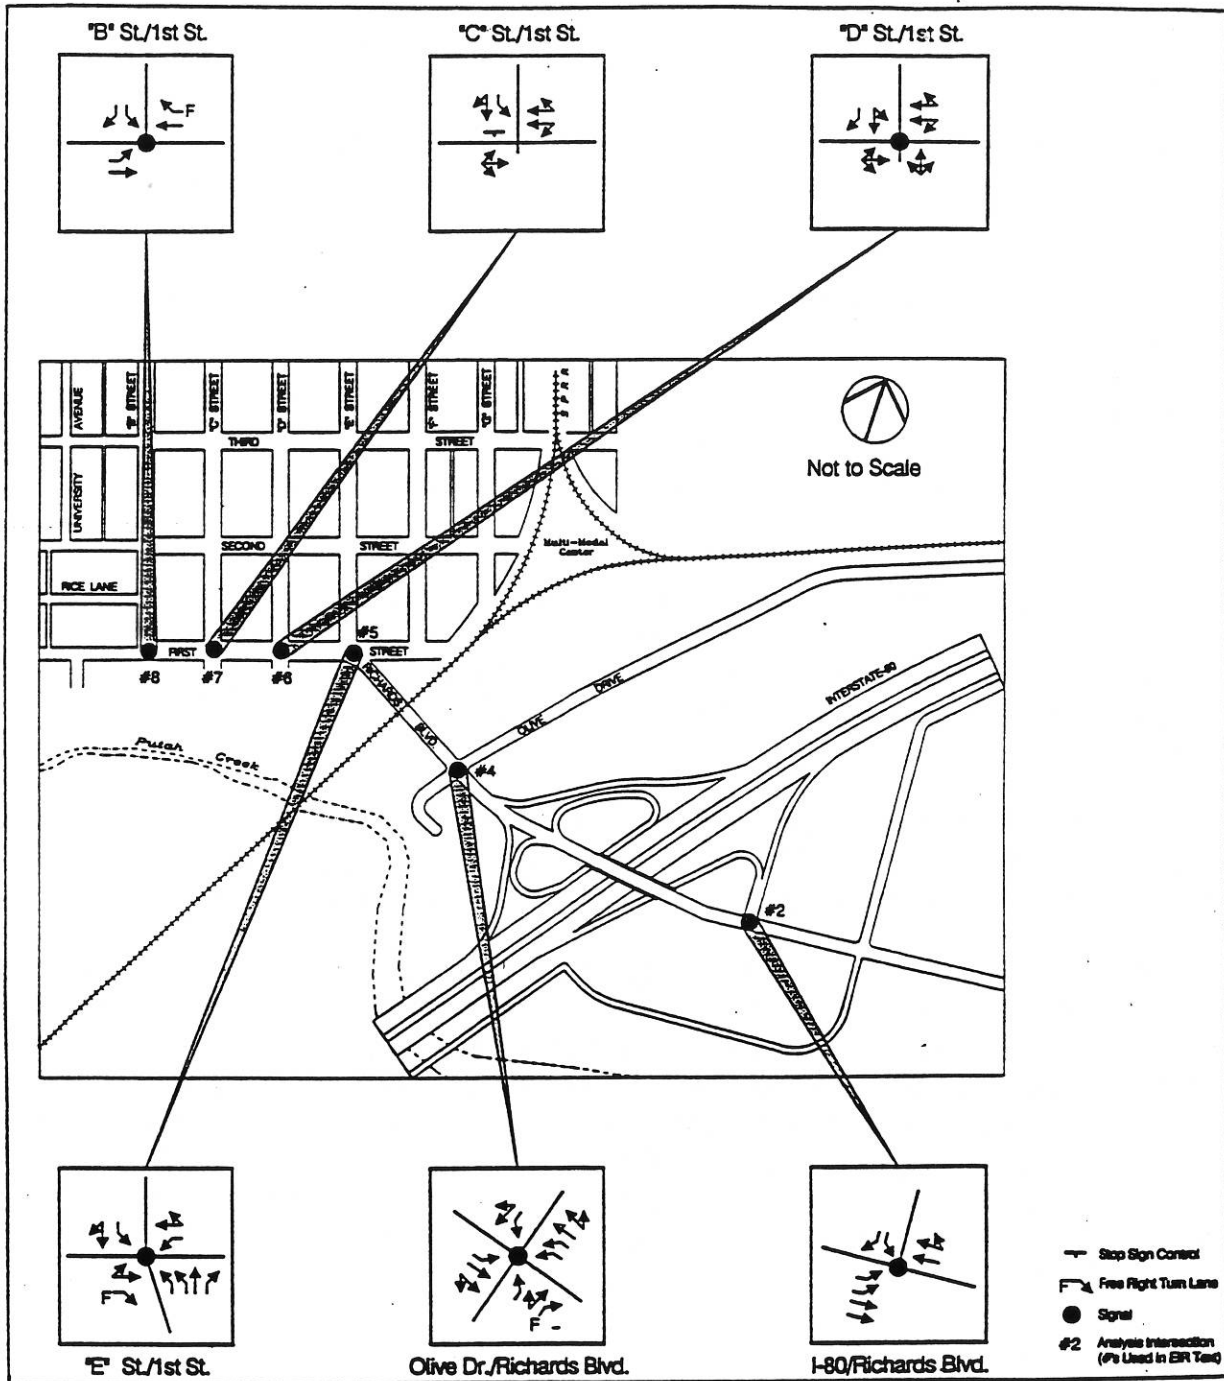 "B" St./1st St.
"C" St./1st St.
"D" St./1st St.
F
AVENUE
"B" STREET
"C" STREET
"D" STREET
"E" STREET
"F" STREET
"G" STREET
S P R R
THIRD STREET
Not to Scale
UNIVERSITY
SECOND STREET
Multi-Modal
Center
RICE LANE
#5
FIRST STREET
#8
#7
#6
RICHARDS BLVD.
OLIVE DRIVE
INTERSTATE-80
Putah Creek
#4
#2
F
F
Stop Sign Control
F Free Right Turn Lane
Signal
#2 Analysis Intersection
(#'s Used in EIR Text)
"E" St./1st St.
Olive Dr./Richards Blvd.
I-80/Richards Blvd.